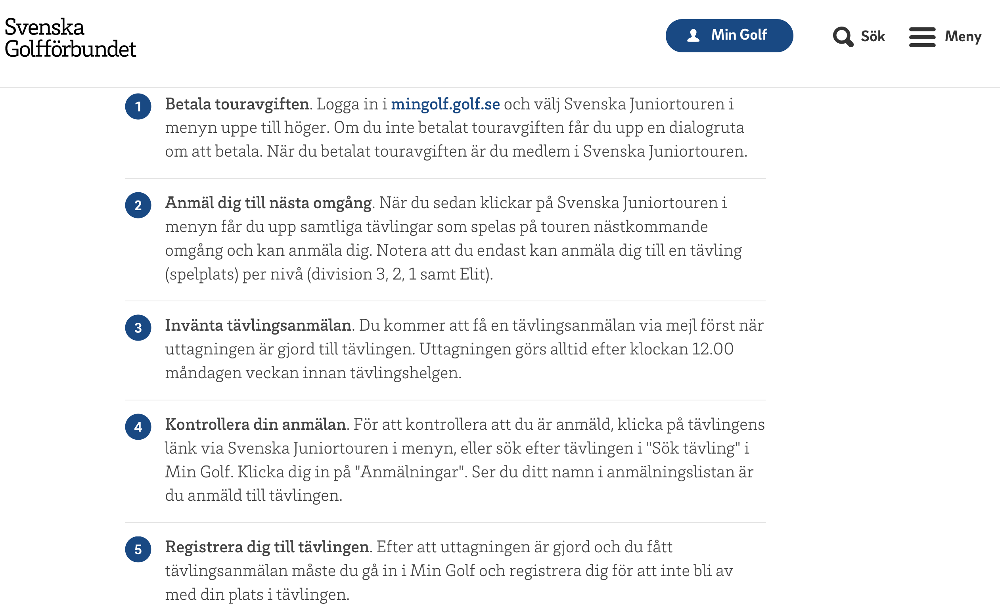 Svenska
Golfförbundet
Min Golf
Sök
Meny
1
Betala touravgiften. Logga in i mingolf.golf.se och välj Svenska Juniortouren i
menyn uppe till höger. Om du inte betalat touravgiften får du upp en dialogruta
om att betala. När du betalat touravgiften är du medlem i Svenska Juniortouren.
2
Anmäl dig till nästa omgång. När du sedan klickar på Svenska Juniortouren i
menyn får du upp samtliga tävlingar som spelas på touren nästkommande
omgång och kan anmäla dig. Notera att du endast kan anmäla dig till en tävling
(spelplats) per nivå (division 3, 2, 1 samt Elit).
3
Invänta tävlingsanmälan. Du kommer att få en tävlingsanmälan via mejl först när
uttagningen är gjord till tävlingen. Uttagningen görs alltid efter klockan 12.00
måndagen veckan innan tävlingshelgen.
4
Kontrollera din anmälan. För att kontrollera att du är anmäld, klicka på tävlingens
länk via Svenska Juniortouren i menyn, eller sök efter tävlingen i "Sök tävling" i
Min Golf. Klicka dig in på "Anmälningar". Ser du ditt namn i anmälningslistan är
du anmäld till tävlingen.
5
Registrera dig till tävlingen. Efter att uttagningen är gjord och du fått
tävlingsanmälan måste du gå in i Min Golf och registrera dig för att inte bli av
med din plats i tävlingen.